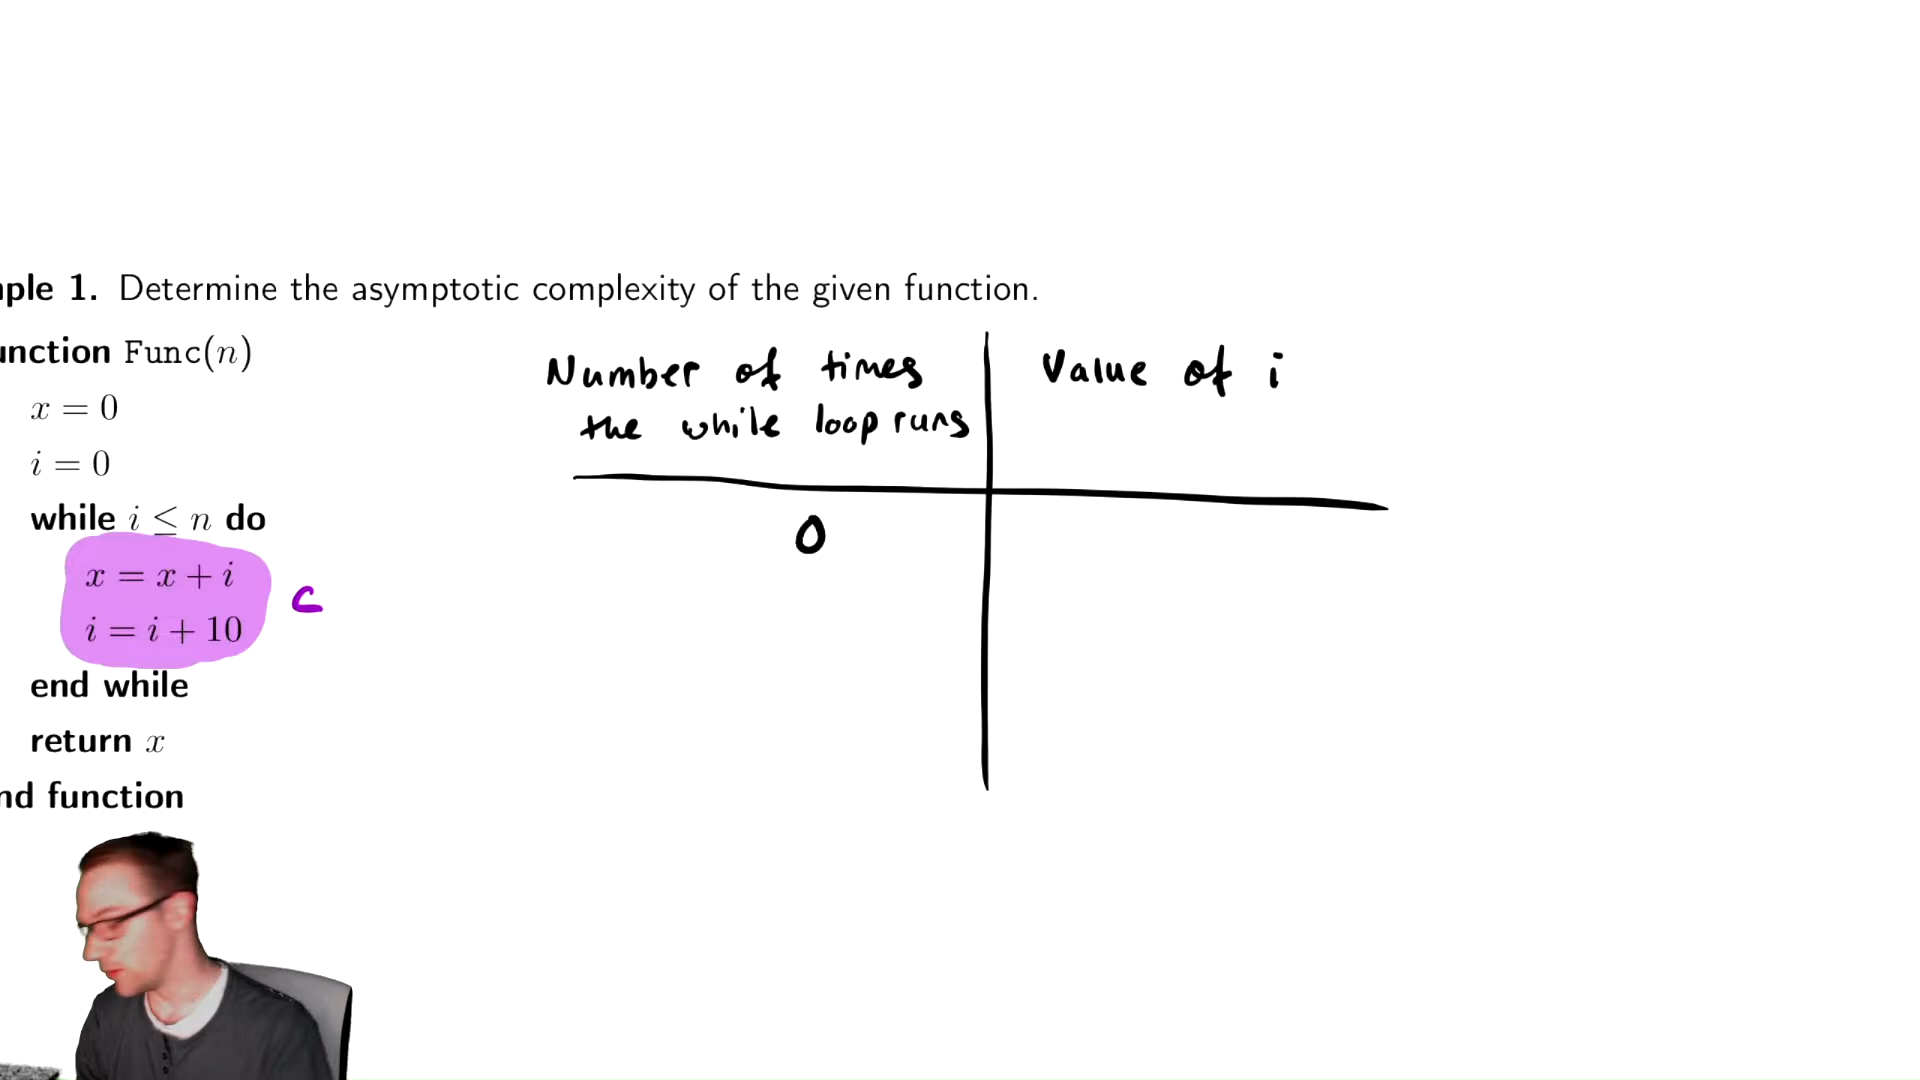 ple 1. Determine the asymptotic complexity of the given function.
unction Func(n)
x = 0
i = 0
while i ≤ n do
x = x + i
i = i + 10
c
end while
return x
nd function
Number of times
the while loop runs
Value of i
0